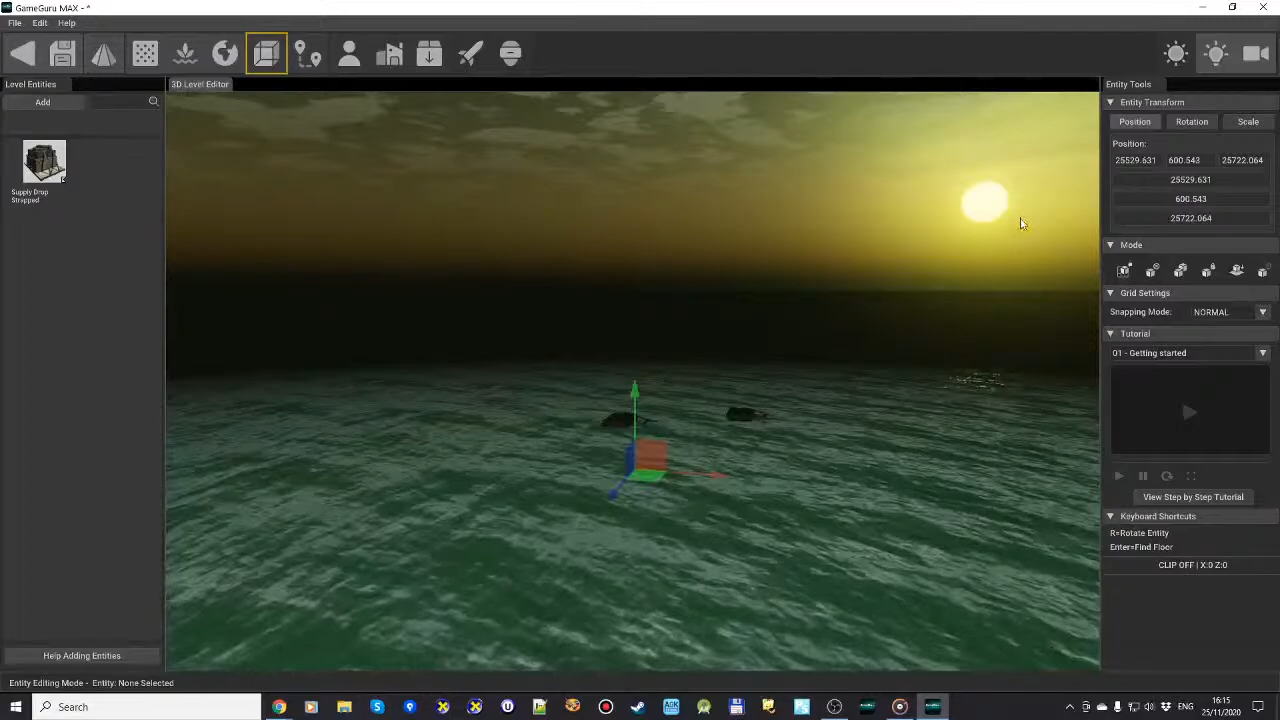 GameGuru MAX - *
File Edit Help
Level Entities
3D Level Editor
Entity Tools
Add
Entity Transform
Position Rotation Scale
Position:
25529.631 600.543 25722.064
25529.631
600.543
25722.064
Supply Drop
Strapped
Mode
Grid Settings
Snapping Mode: NORMAL
Tutorial
01 - Getting started
View Step by Step Tutorial
Keyboard Shortcuts
R=Rotate Entity
Enter=Find Floor
CLIP OFF | X:0 Z:0
Help Adding Entities
Entity Editing Mode - Entity: None Selected
Search
16:15
25/11/2020